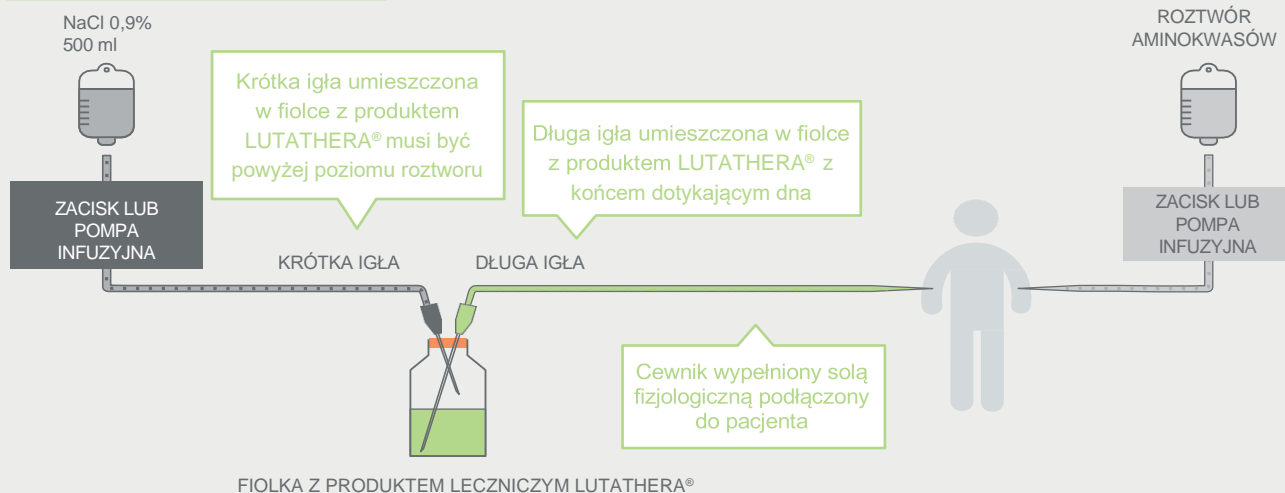 NaCl 0,9%
500 ml
ROZTWÓR
AMINOKWASÓW
Krótka igła umieszczona
w fiolce z produktem
LUTATHERA® musi być
powyżej poziomu roztworu
Długa igła umieszczona w fiolce
z produktem LUTATHERA® z
końcem dotykającym dna
ZACISK LUB
POMPA
INFUZYJNA
ZACISK LUB
POMPA
INFUZYJNA
KRÓTKA IGŁA
DŁUGA IGŁA
Cewnik wypełniony solą
fizjologiczną podłączony
do pacjenta
FIOLKA Z PRODUKTEM LECZNICZYM LUTATHERA®